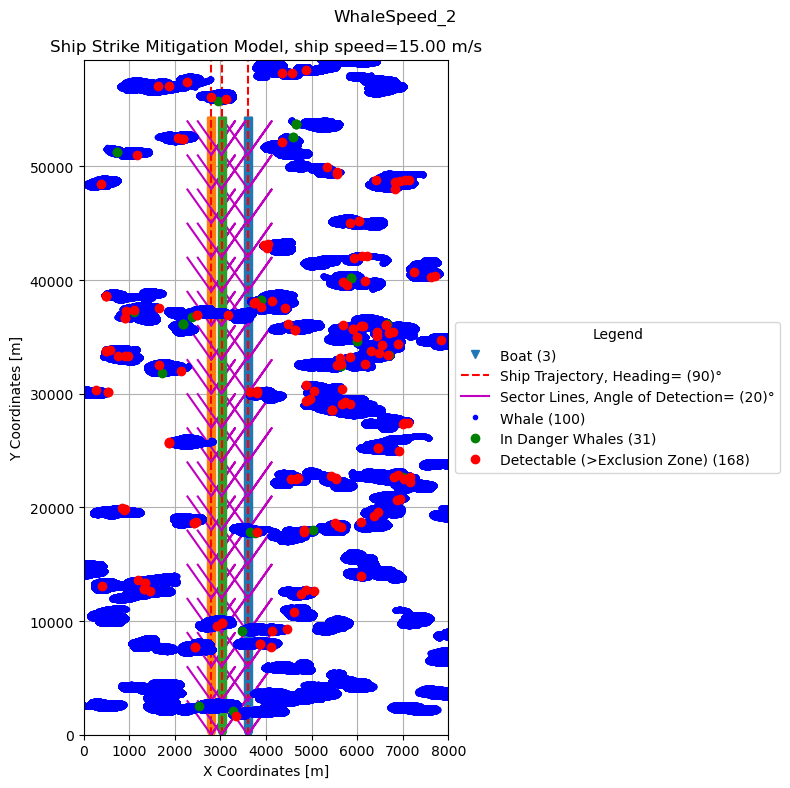 WhaleSpeed_2
Ship Strike Mitigation Model, ship speed=15.00 m/s
50000
40000
30000
20000
10000
0
Y Coordinates [m]
0 1000 2000 3000 4000 5000 6000 7000 8000
X Coordinates [m]
Legend
Boat (3)
Ship Trajectory, Heading= (90)°
Sector Lines, Angle of Detection= (20)°
Whale (100)
In Danger Whales (31)
Detectable (>Exclusion Zone) (168)